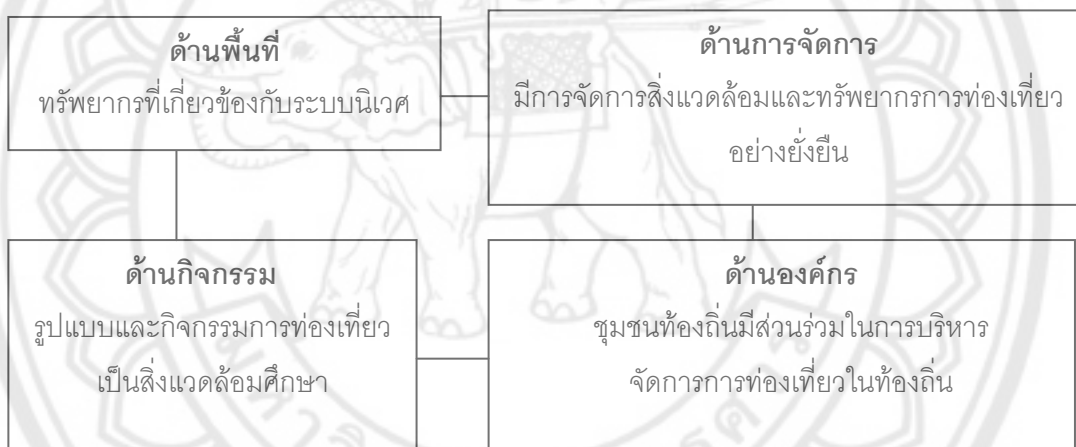 ด้านพื้นที่
ทรัพยากรที่เกี่ยวข้องกับระบบนิเวศ
ด้านการจัดการ
มีการจัดการสิ่งแวดล้อมและทรัพยากรการท่องเที่ยว
อย่างยั่งยืน
ด้านกิจกรรม
รูปแบบและกิจกรรมการท่องเที่ยว
เป็นสิ่งแวดล้อมศึกษา
ด้านองค์กร
ชุมชนท้องถิ่นมีส่วนร่วมในการบริหาร
จัดการการท่องเที่ยวในท้องถิ่น